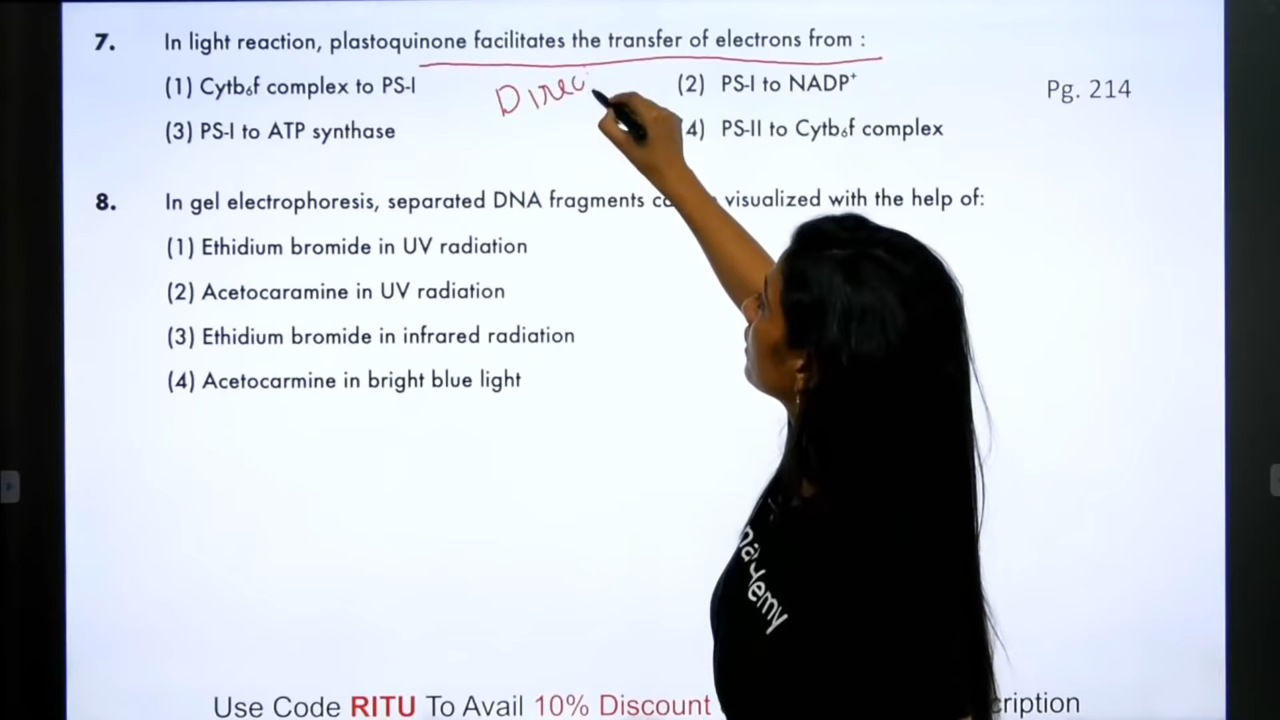 7. In light reaction, plastoquinone facilitates the transfer of electrons from :
(1) Cytb₆f complex to PS-I
(2) PS-I to NADP⁺
Pg. 214
Direc
(3) PS-I to ATP synthase
4) PS-II to Cytb₆f complex
8. In gel electrophoresis, separated DNA fragments visualized with the help of:
(1) Ethidium bromide in UV radiation
(2) Acetocaramine in UV radiation
(3) Ethidium bromide in infrared radiation
(4) Acetocarmine in bright blue light
nademy
Use Code RITU To Avail 10% Discount cription